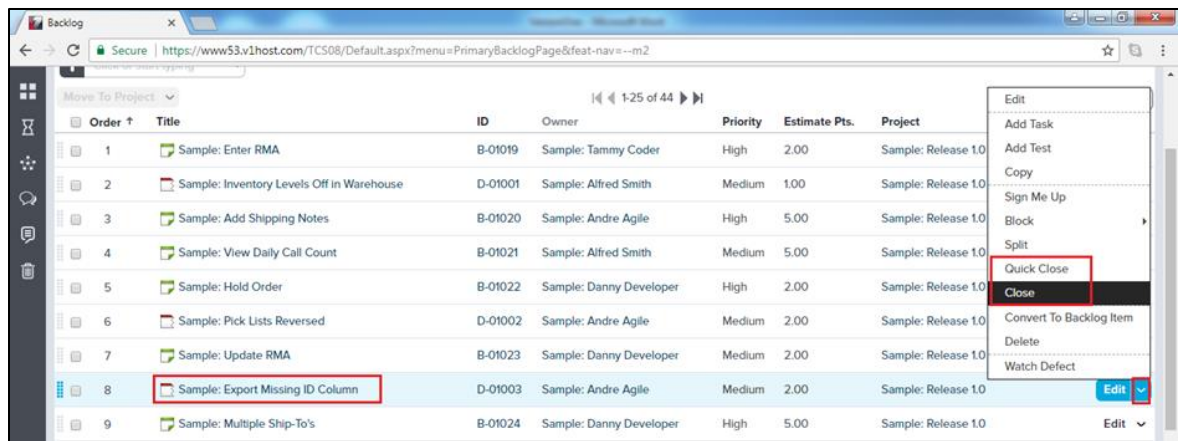 Backlog
Secure | https://www53.v1host.com/TCS08/Default.aspx?menu=PrimaryBacklogPage&feat-nav=--m2
Move To Project 1-25 of 44
Order ↑ Title ID Owner Priority Estimate Pts. Project
1 Sample: Enter RMA B-01019 Sample: Tammy Coder High 2.00 Sample: Release 1.0
2 Sample: Inventory Levels Off in Warehouse D-01001 Sample: Alfred Smith Medium 1.00 Sample: Release 1.0
3 Sample: Add Shipping Notes B-01020 Sample: Andre Agile High 5.00 Sample: Release 1.0
4 Sample: View Daily Call Count B-01021 Sample: Alfred Smith Medium 5.00 Sample: Release 1.0
5 Sample: Hold Order B-01022 Sample: Danny Developer High 2.00 Sample: Release 1.0
6 Sample: Pick Lists Reversed D-01002 Sample: Andre Agile Medium 2.00 Sample: Release 1.0
7 Sample: Update RMA B-01023 Sample: Danny Developer Medium 2.00 Sample: Release 1.0
8 Sample: Export Missing ID Column D-01003 Sample: Andre Agile Medium 2.00 Sample: Release 1.0 Edit
9 Sample: Multiple Ship-To's B-01024 Sample: Danny Developer High 5.00 Sample: Release 1.0 Edit
Edit
Add Task
Add Test
Copy
Sign Me Up
Block
Split
Quick Close
Close
Convert To Backlog Item
Delete
Watch Defect